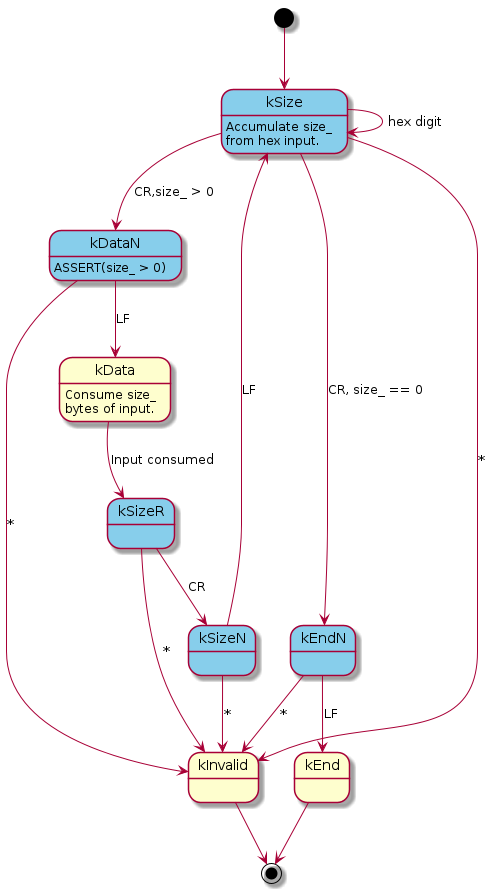 kSize
Accumulate size_
from hex input.
hex digit
CR,size_ > 0
kDataN
ASSERT(size_ > 0)
LF
kData
Consume size_
bytes of input.
LF
CR, size_ == 0
Input consumed
*
kSizeR
*
CR
kSizeN
kEndN
*
*
*
LF
kInvalid
kEnd